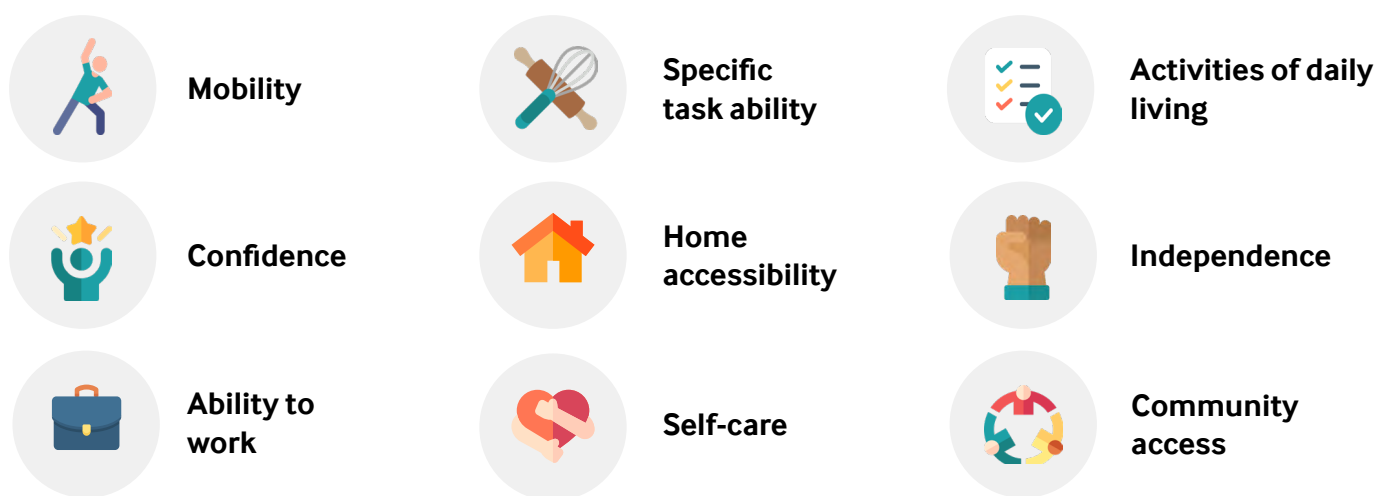 Mobility
Specific
task ability
Activities of daily
living
Confidence
Home
accessibility
Independence
Ability to
work
Self-care
Community
access